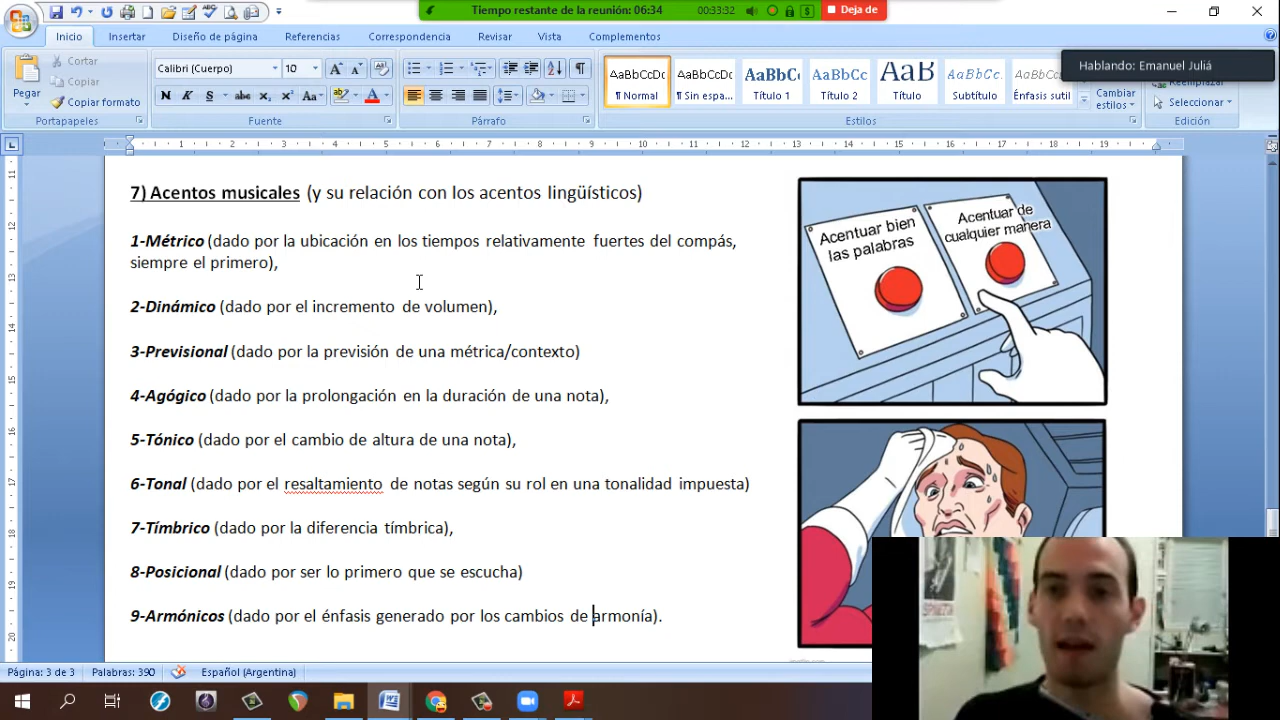 Tiempo restante de la reunión: 06:34
00:33:32
Deja de
Inicio
Insertar
Diseño de página
Referencias
Correspondencia
Revisar
Vista
Complementos
Hablando: Emanuel Juliá
Pegar
Cortar
Copiar
Copiar formato
Portapapeles
Calibri (Cuerpo)
10
Fuente
Párrafo
AaBbCcDc
¶ Normal
AaBbCcDc
¶ Sin espa...
AaBbCc
Título 1
AaBbCc
Título 2
AaB
Título
AaBbCc.
Subtítulo
AaBbCcDc
Énfasis sutil
Cambiar
estilos
Estilos
Reemplazar
Seleccionar
Edición
7) Acentos musicales (y su relación con los acentos lingüísticos)
1-Métrico (dado por la ubicación en los tiempos relativamente fuertes del compás,
siempre el primero),
2-Dinámico (dado por el incremento de volumen),
3-Previsional (dado por la previsión de una métrica/contexto)
4-Agógico (dado por la prolongación en la duración de una nota),
5-Tónico (dado por el cambio de altura de una nota),
6-Tonal (dado por el resaltamiento de notas según su rol en una tonalidad impuesta)
7-Tímbrico (dado por la diferencia tímbrica),
8-Posicional (dado por ser lo primero que se escucha)
9-Armónicos (dado por el énfasis generado por los cambios de armonía).
Acentuar bien
las palabras
Acentuar de
cualquier manera
Página: 3 de 3
Palabras: 390
Español (Argentina)